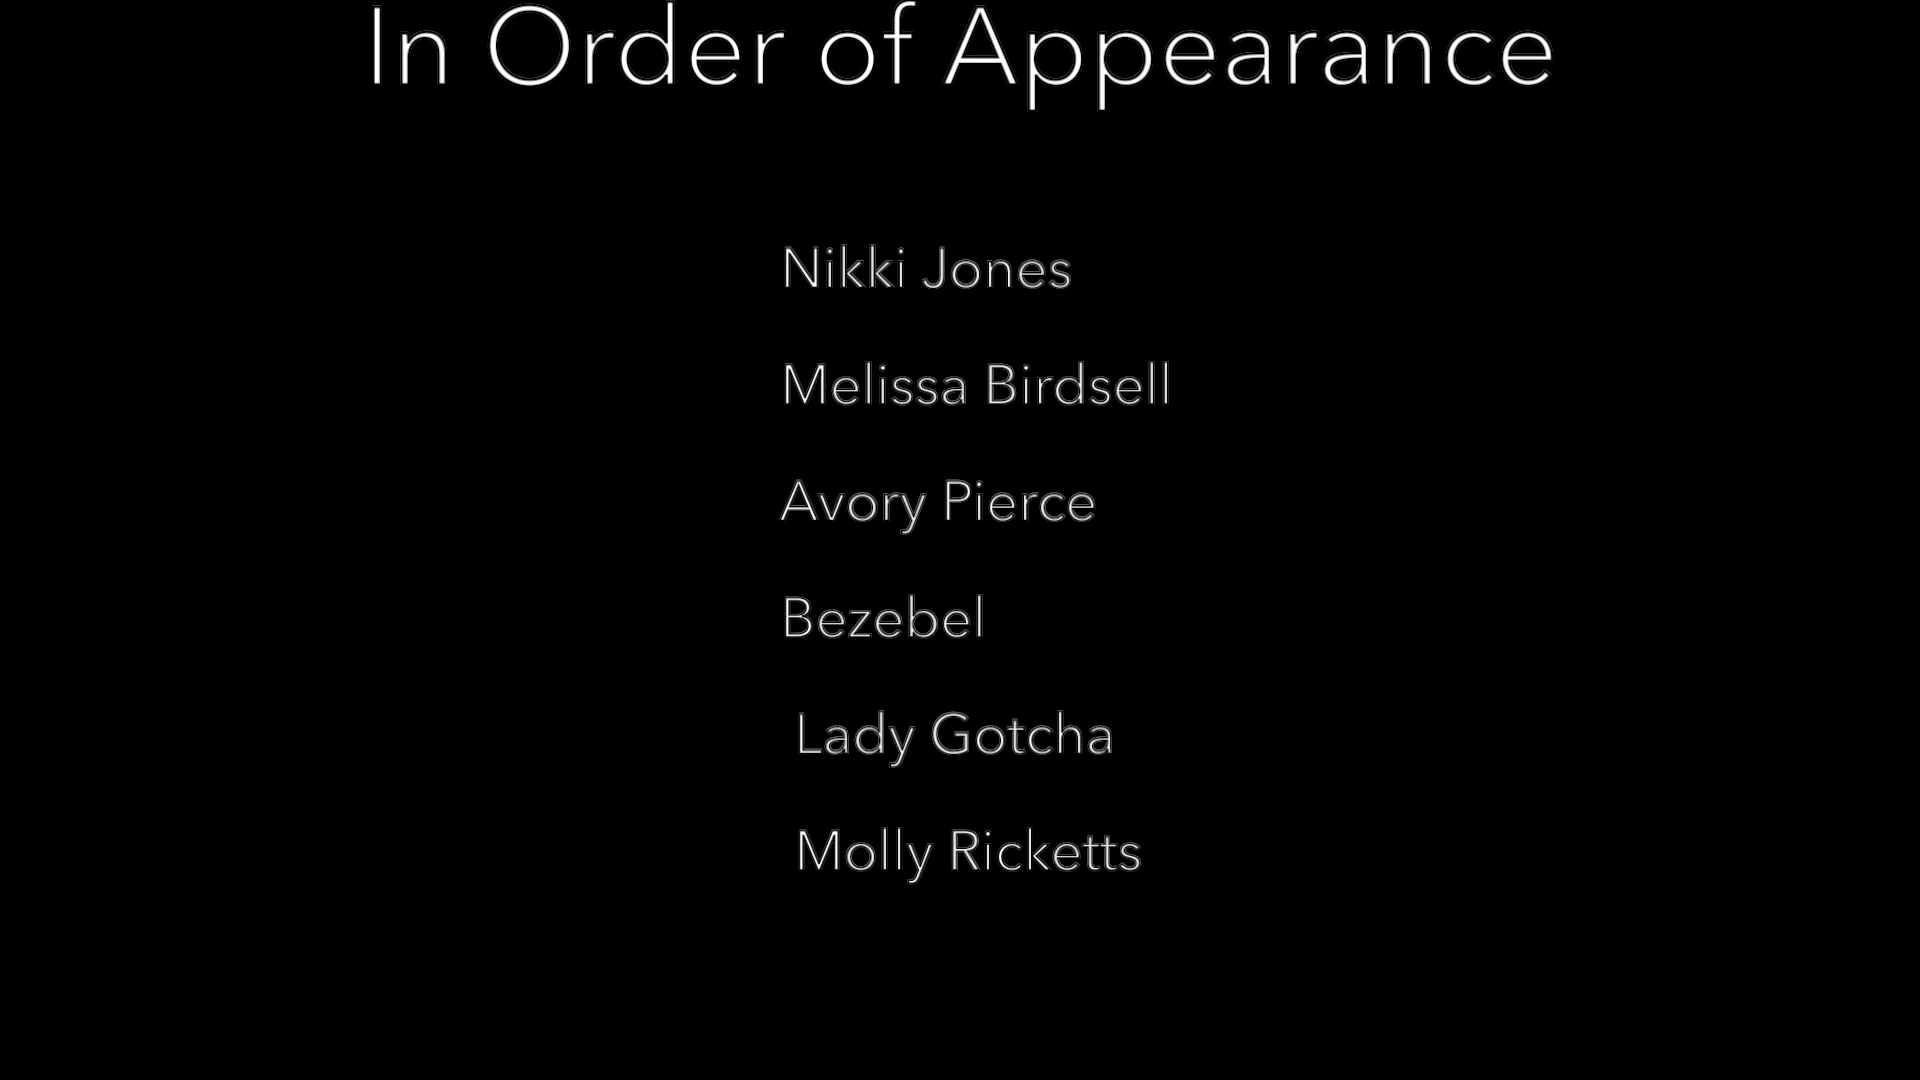 In Order of Appearance
Nikki Jones
Melissa Birdsell
Avory Pierce
Bezebel
Lady Gotcha
Molly Ricketts